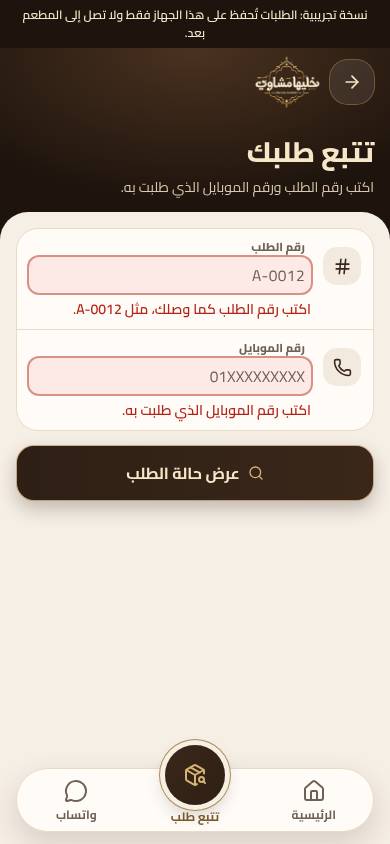 نسخة تجريبية: الطلبات تُحفظ على هذا الجهاز فقط ولا تصل إلى المطعم
بعد.
خليها مشاوي
تتبع طلبك
اكتب رقم الطلب ورقم الموبايل الذي طلبت به.
رقم الطلب
A-0012
اكتب رقم الطلب كما وصلك، مثل A-0012.
رقم الموبايل
01XXXXXXXXX
اكتب رقم الموبايل الذي طلبت به.
عرض حالة الطلب
الرئيسية
تتبع طلب
واتساب